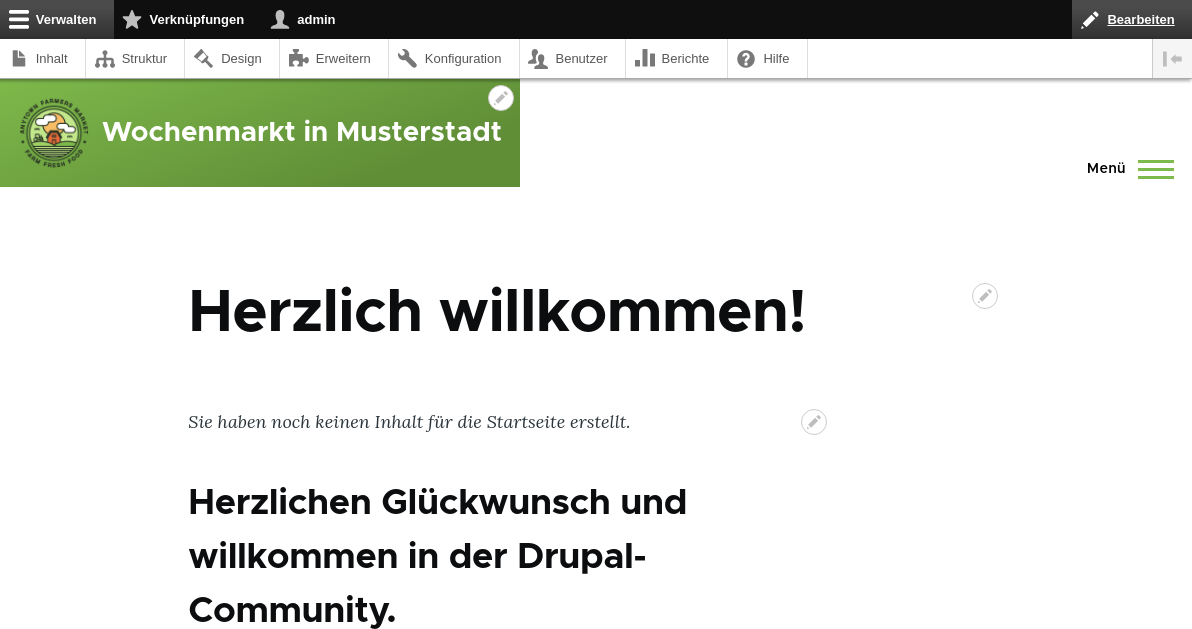 Verwalten Verknüpfungen admin Bearbeiten
Inhalt Struktur Design Erweitern Konfiguration Benutzer Berichte Hilfe
ANYTOWN FARMERS MARKET
FARM FRESH FOOD
Wochenmarkt in Musterstadt
Menü
Herzlich willkommen!
Sie haben noch keinen Inhalt für die Startseite erstellt.
Herzlichen Glückwunsch und
willkommen in der Drupal-
Community.